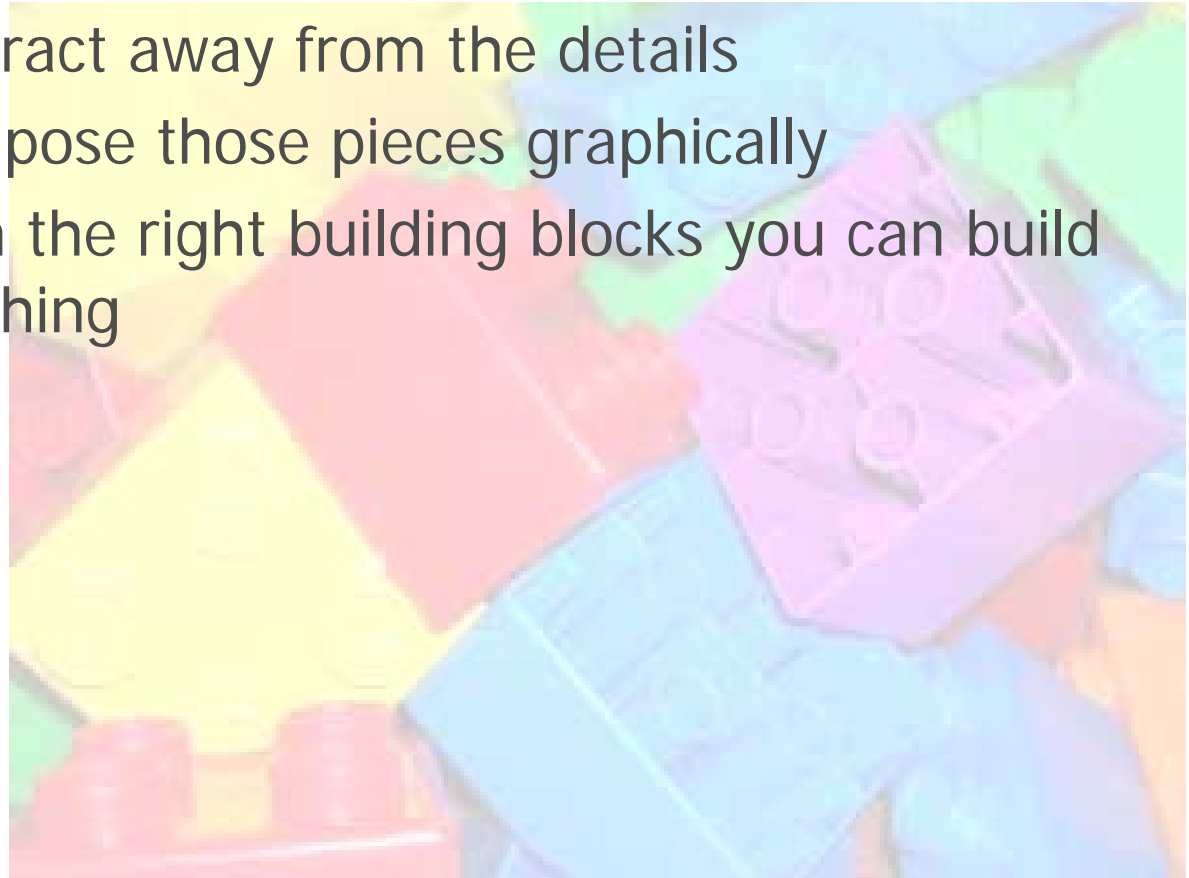 ract away from the details
pose those pieces graphically
the right building blocks you can build
hing